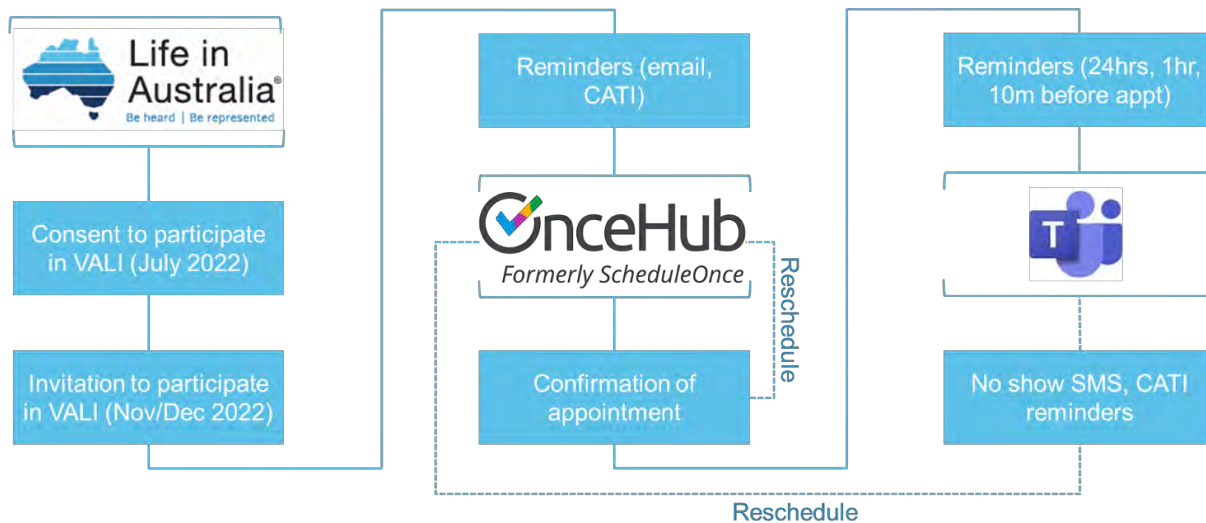 Life in
Australia®
Be heard | Be represented
Consent to participate
in VALI (July 2022)
Invitation to participate
in VALI (Nov/Dec 2022)
Reminders (email,
CATI)
OnceHub
Formerly ScheduleOnce
Reschedule
Confirmation of
appointment
Reminders (24hrs, 1hr,
10m before appt)
T
No show SMS, CATI
reminders
Reschedule